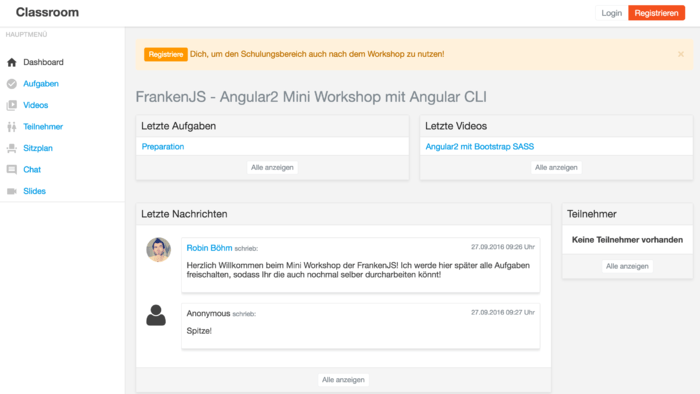 Classroom
Login Registrieren
HAUPTMENÜ
Dashboard
Aufgaben
Videos
Teilnehmer
Sitzplan
Chat
Slides
Registriere Dich, um den Schulungsbereich auch nach dem Workshop zu nutzen! ×
FrankenJS - Angular2 Mini Workshop mit Angular CLI
Letzte Aufgaben
Preparation
Alle anzeigen
Letzte Videos
Angular2 mit Bootstrap SASS
Alle anzeigen
Letzte Nachrichten
Robin Böhm schrieb: 27.09.2016 09:26 Uhr
Herzlich Willkommen beim Mini Workshop der FrankenJS! Ich werde hier später alle Aufgaben
freischalten, sodass Ihr die auch nochmal selber durcharbeiten könnt!
Anonymous schrieb: 27.09.2016 09:27 Uhr
Spitze!
Alle anzeigen
Teilnehmer
Keine Teilnehmer vorhanden
Alle anzeigen